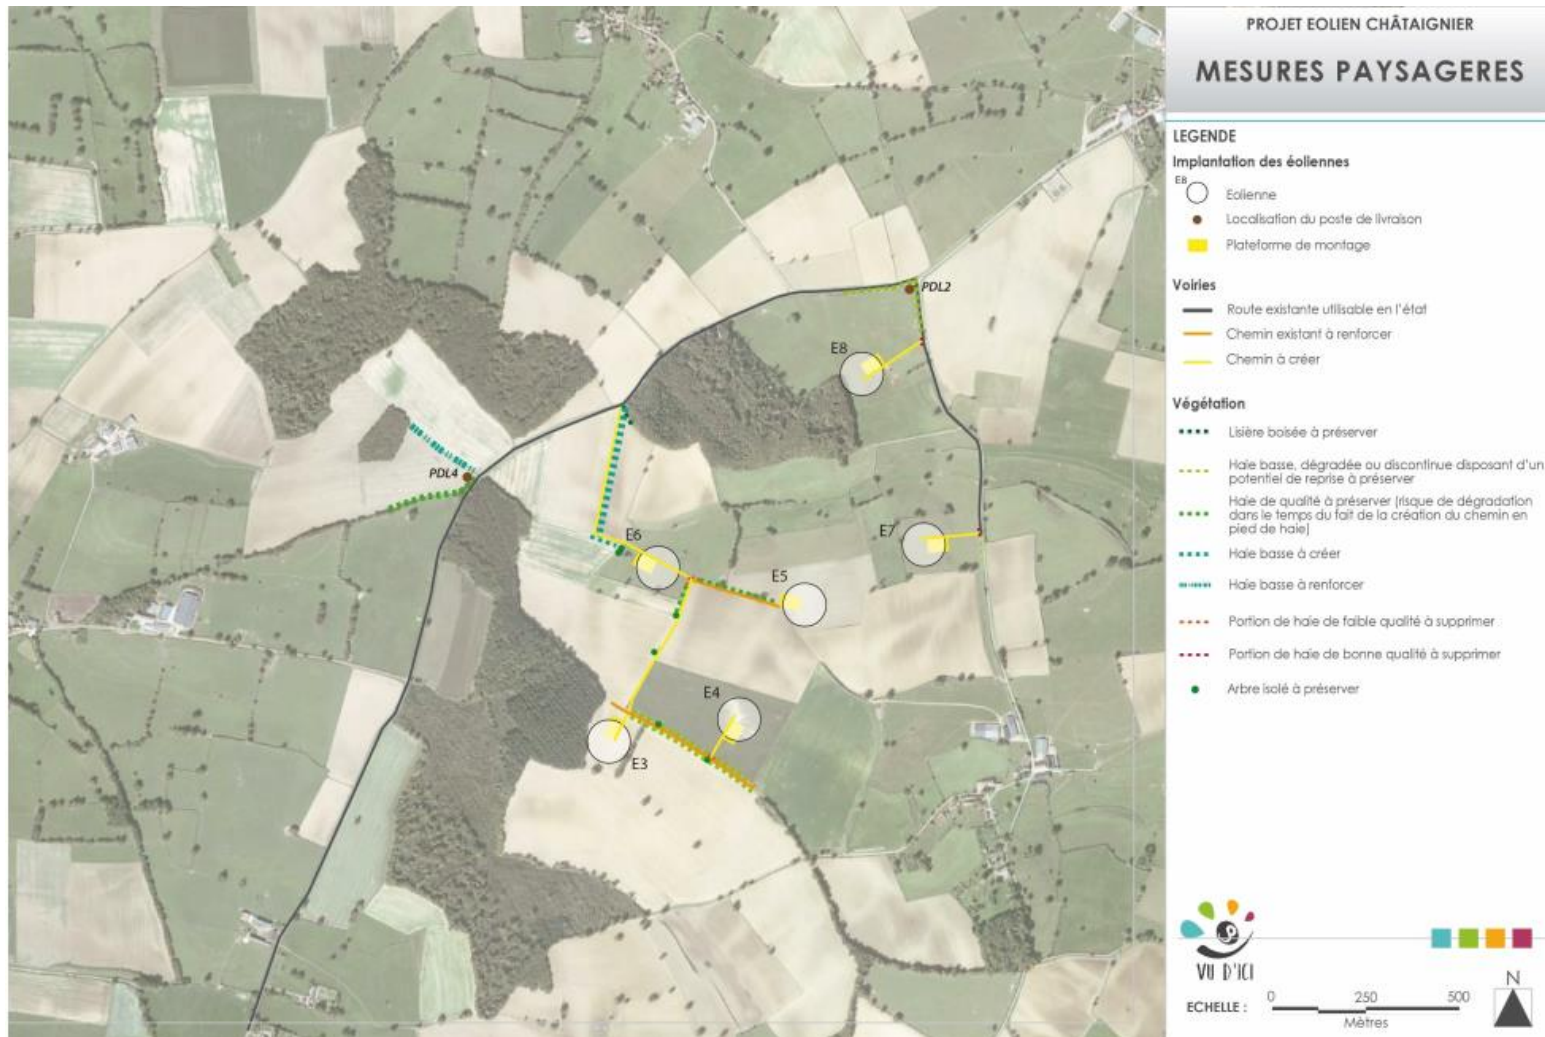 PROJET EOLIEN CHÂTAIGNIER
MESURES PAYSAGERES
LEGENDE
Implantation des éoliennes
E8
Eolienne
Localisation du poste de livraison
Plateforme de montage
Voiries
Route existante utilisable en l'état
Chemin existant à renforcer
Chemin à créer
Végétation
Lisière boisée à préserver
Haie basse, dégradée ou discontinue disposant d'un
potentiel de reprise à préserver
Haie de qualité à préserver (risque de dégradation
dans le temps du fait de la création du chemin en
pied de haie)
Haie basse à créer
Haie basse à renforcer
Portion de haie de faible qualité à supprimer
Portion de haie de bonne qualité à supprimer
Arbre isolé à préserver
PDL2
E8
PDL4
E7
E6
E5
E4
E3
VU D'ICI
N
ECHELLE :
0 250 500
Mètres